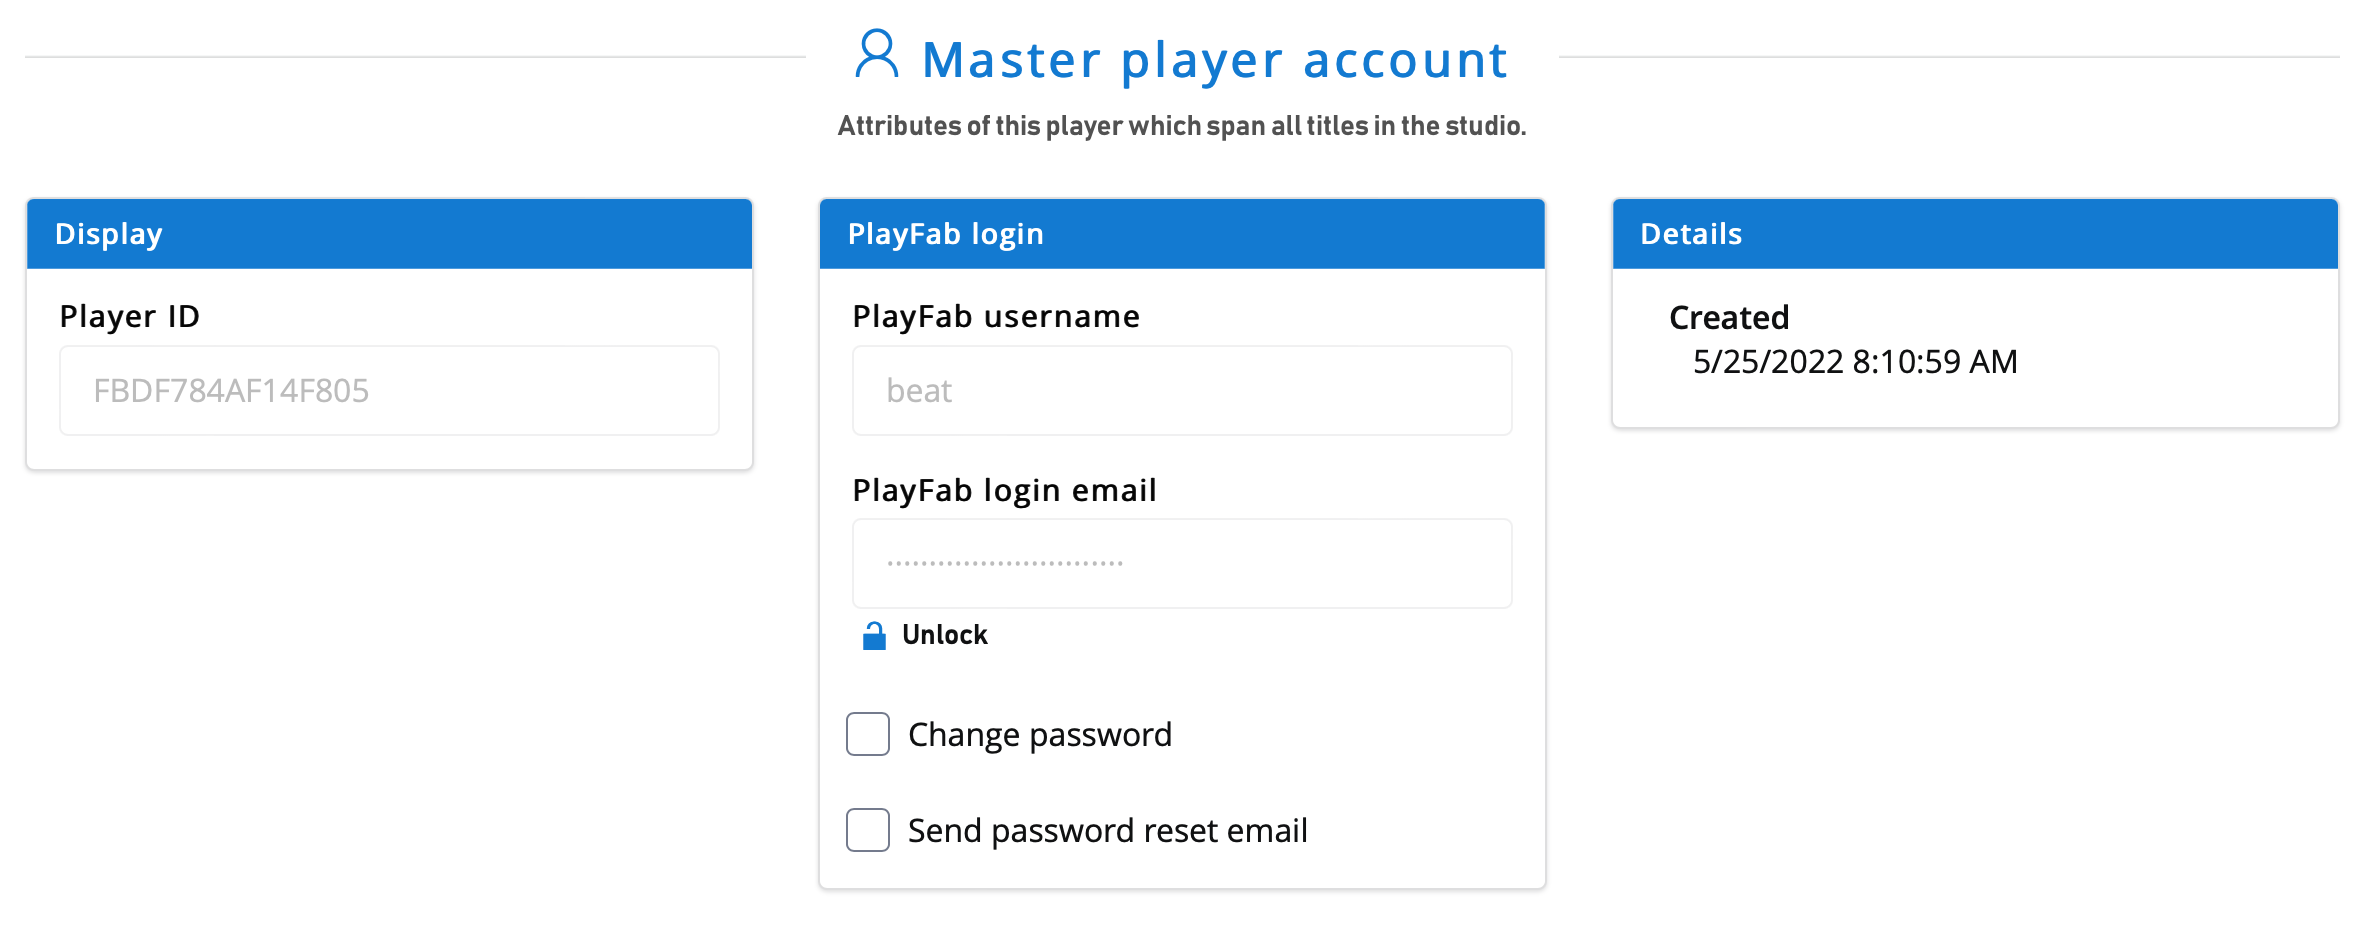 Master player account
Attributes of this player which span all titles in the studio.
Display
Player ID
FBDF784AF14F805
PlayFab login
PlayFab username
beat
PlayFab login email
............................
Unlock
Change password
Send password reset email
Details
Created
5/25/2022 8:10:59 AM